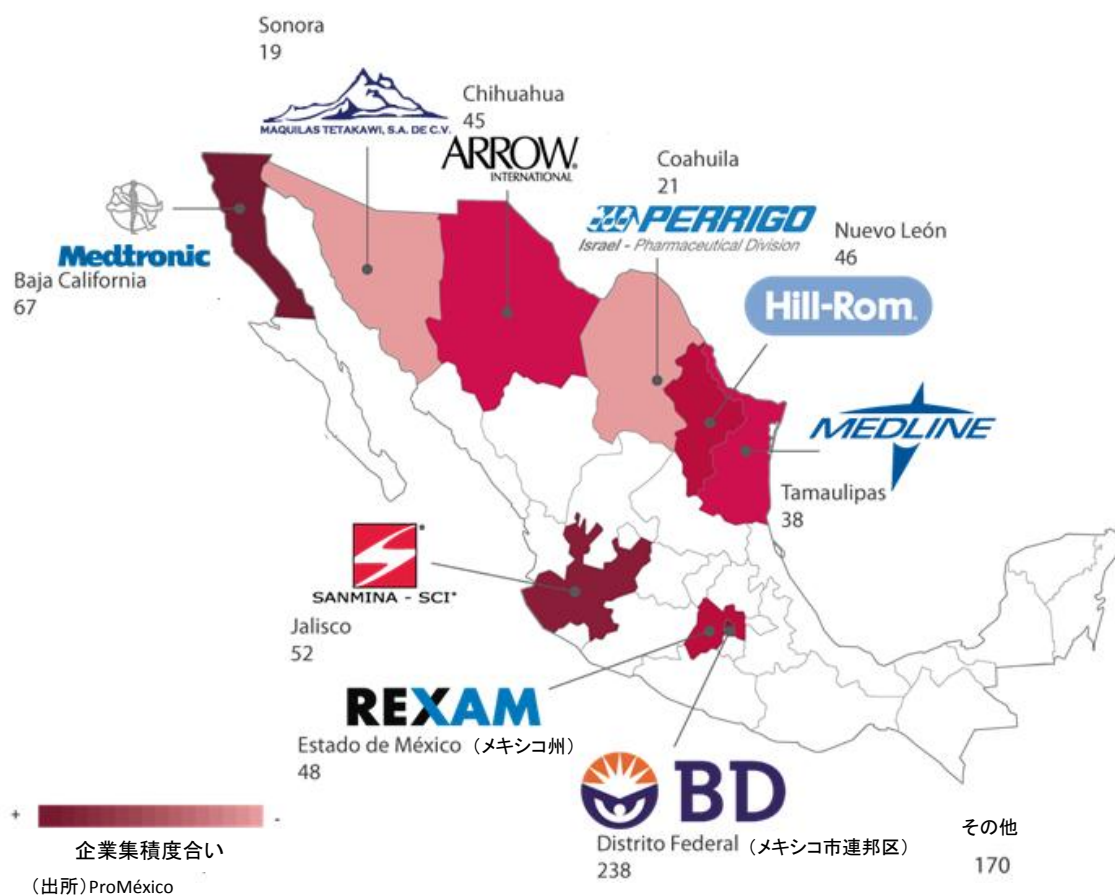 Sonora
19
MAQUILAS TETAKAWI, S.A. DE C.V.
Chihuahua
45
ARROW®
INTERNATIONAL
Coahuila
21
PERRIGO
Israel - Pharmaceutical Division
Nuevo León
46
Hill-Rom®
Medtronic
Baja California
67
MEDLINE
Tamaulipas
38
SANMINA - SCI®
Jalisco
52
REXAM
Estado de México (メキシコ州)
48
BD
Distrito Federal (メキシコ市連邦区)
238
その他
170
+ -
企業集積度合い
(出所)ProMéxico